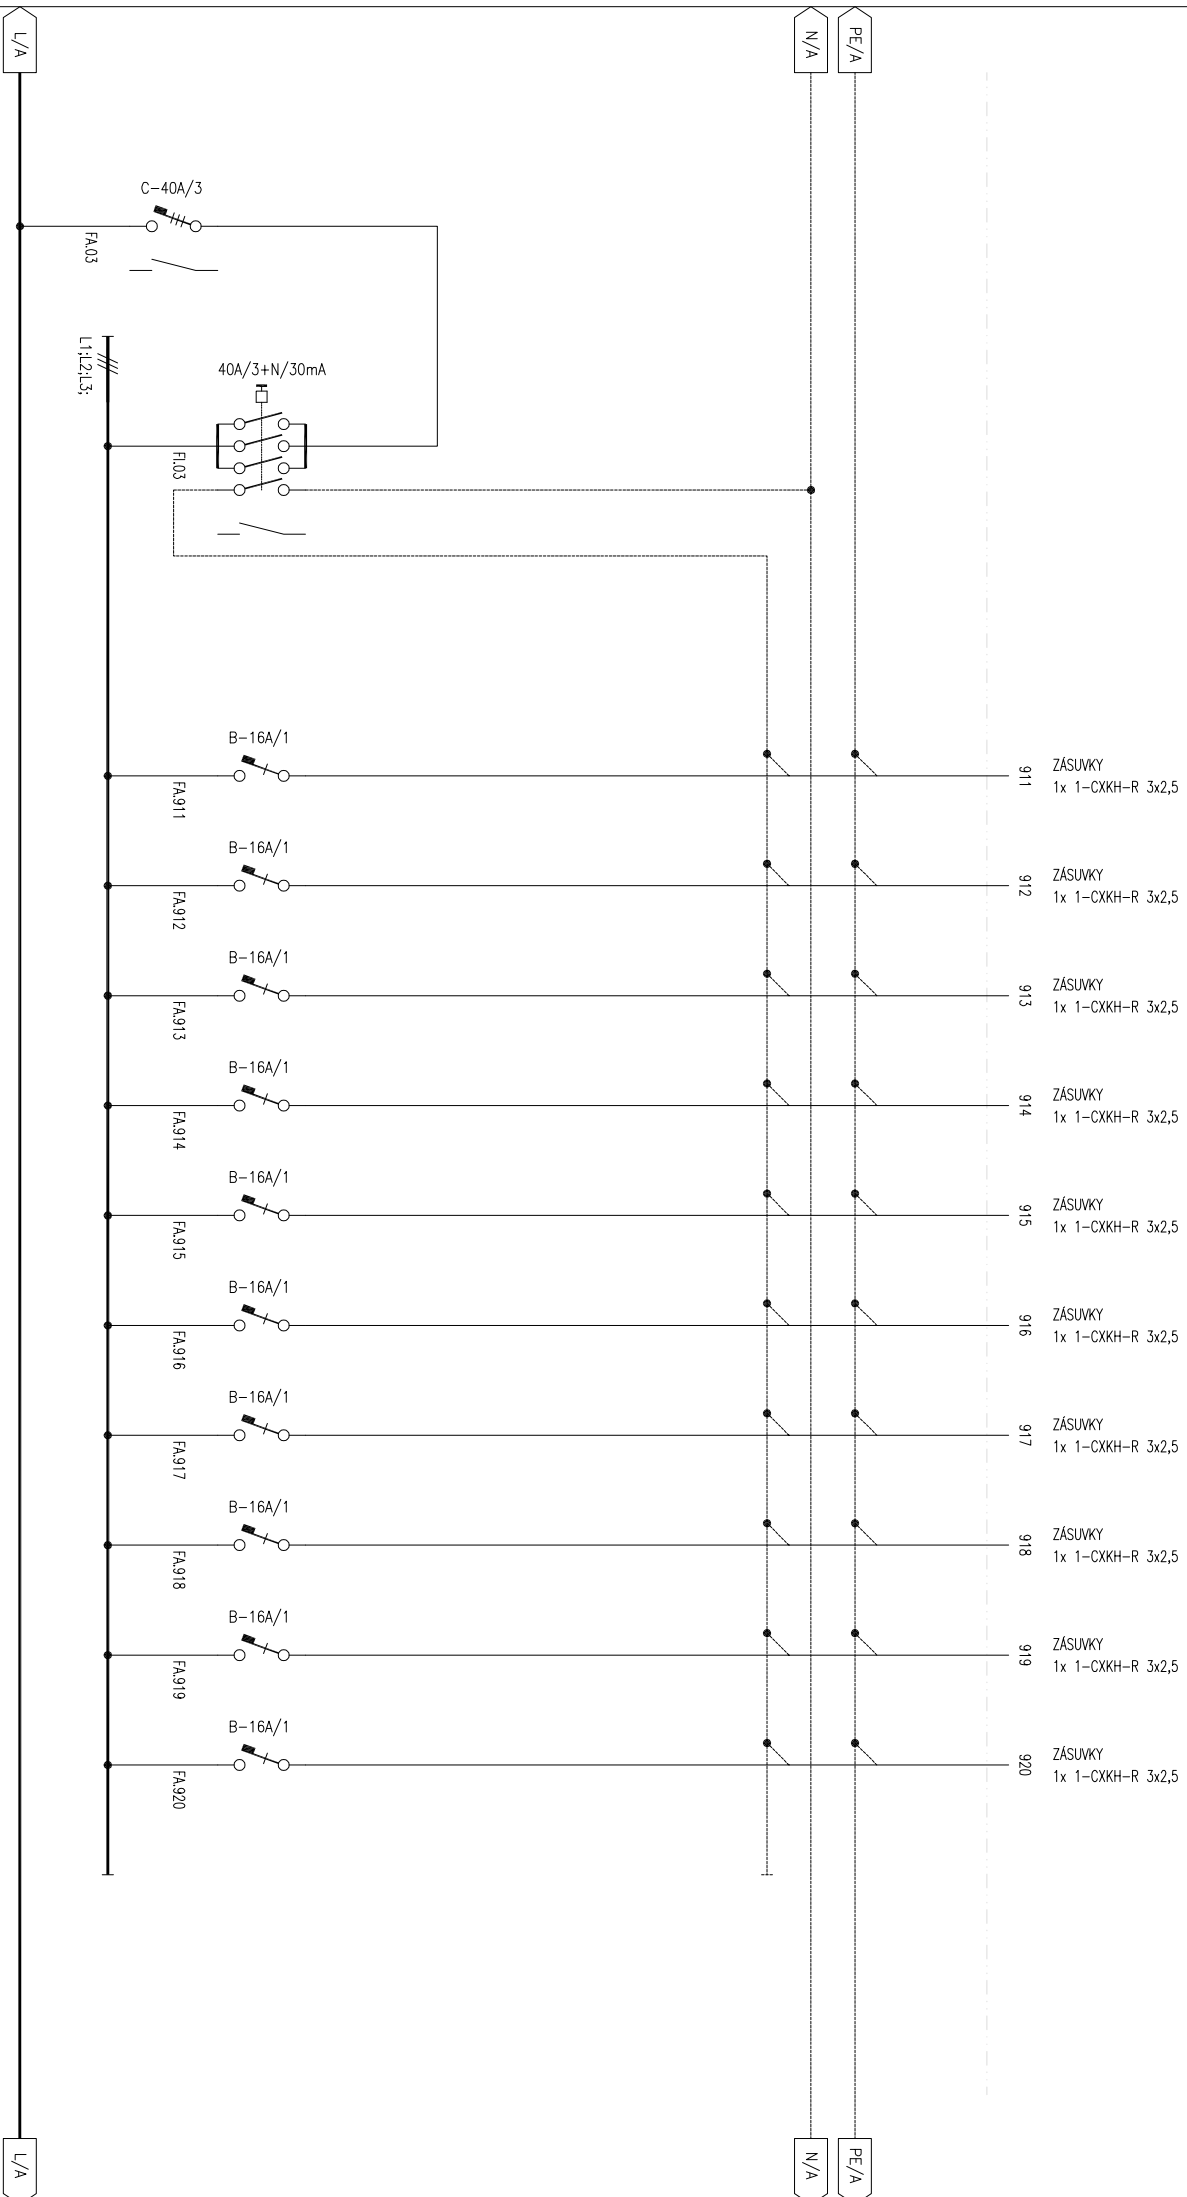 L/A
N/A
PE/A
C-40A/3
FA.03
L1;L2;L3;
40A/3+N/30mA
FI.03
B-16A/1
FA.911
911
ZÁSUVKY
1x 1-CXKH-R 3x2,5
B-16A/1
FA.912
912
ZÁSUVKY
1x 1-CXKH-R 3x2,5
B-16A/1
FA.913
913
ZÁSUVKY
1x 1-CXKH-R 3x2,5
B-16A/1
FA.914
914
ZÁSUVKY
1x 1-CXKH-R 3x2,5
B-16A/1
FA.915
915
ZÁSUVKY
1x 1-CXKH-R 3x2,5
B-16A/1
FA.916
916
ZÁSUVKY
1x 1-CXKH-R 3x2,5
B-16A/1
FA.917
917
ZÁSUVKY
1x 1-CXKH-R 3x2,5
B-16A/1
FA.918
918
ZÁSUVKY
1x 1-CXKH-R 3x2,5
B-16A/1
FA.919
919
ZÁSUVKY
1x 1-CXKH-R 3x2,5
B-16A/1
FA.920
920
ZÁSUVKY
1x 1-CXKH-R 3x2,5
L/A
N/A
PE/A